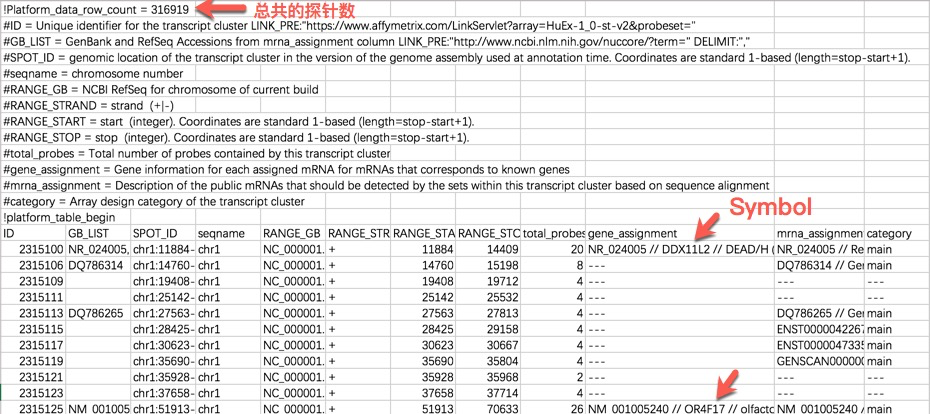 !Platform_data_row_count = 316919 总共的探针数
#ID = Unique identifier for the transcript cluster LINK_PRE:"https://www.affymetrix.com/LinkServlet?array=HuEx-1_0-st-v2&probeset="
#GB_LIST = GenBank and RefSeq Accessions from mrna_assignment column LINK_PRE:"http://www.ncbi.nlm.nih.gov/nuccore/?term=" DELIMIT:","
#SPOT_ID = genomic location of the transcript cluster in the version of the genome assembly used at annotation time. Coordinates are standard 1-based (length=stop-start+1).
#seqname = chromosome number
#RANGE_GB = NCBI RefSeq for chromosome of current build
#RANGE_STRAND = strand (+|-)
#RANGE_START = start (integer). Coordinates are standard 1-based (length=stop-start+1).
#RANGE_STOP = stop (integer). Coordinates are standard 1-based (length=stop-start+1).
#total_probes = Total number of probes contained by this transcript cluster
#gene_assignment = Gene information for each assigned mRNA for mRNAs that corresponds to known genes
#mrna_assignment = Description of the public mRNAs that should be detected by the sets within this transcript cluster based on sequence alignment
#category = Array design category of the transcript cluster
!platform_table_begin
Symbol
ID GB_LIST SPOT_ID seqname RANGE_GB RANGE_STR RANGE_STA RANGE_STC total_probes gene_assignment mrna_assignmen category
2315100 NR_024005, chr1:11884- chr1 NC_000001. + 11884 14409 20 NR_024005 // DDX11L2 // DEAD/H ( NR_024005 // Re main
2315106 DQ786314 chr1:14760- chr1 NC_000001. + 14760 15198 8 --- DQ786314 // Ger main
2315109 chr1:19408- chr1 NC_000001. + 19408 19712 4 --- --- main
2315111 chr1:25142- chr1 NC_000001. + 25142 25532 4 --- --- main
2315113 DQ786265 chr1:27563- chr1 NC_000001. + 27563 27813 4 --- DQ786265 // Ger main
2315115 chr1:28425- chr1 NC_000001. + 28425 29158 4 --- ENST0000042267 main
2315117 chr1:30623- chr1 NC_000001. + 30623 30667 4 --- ENST0000047335 main
2315119 chr1:35690- chr1 NC_000001. + 35690 35804 4 --- GENSCAN000000 main
2315121 chr1:35928- chr1 NC_000001. + 35928 35968 2 --- --- main
2315123 chr1:37658- chr1 NC_000001. + 37658 37714 4 --- --- main
2315125 NM_001005 chr1:51913- chr1 NC_000001. + 51913 70633 26 NM_001005240 // OR4F17 // olfacto NM_001005240 / main